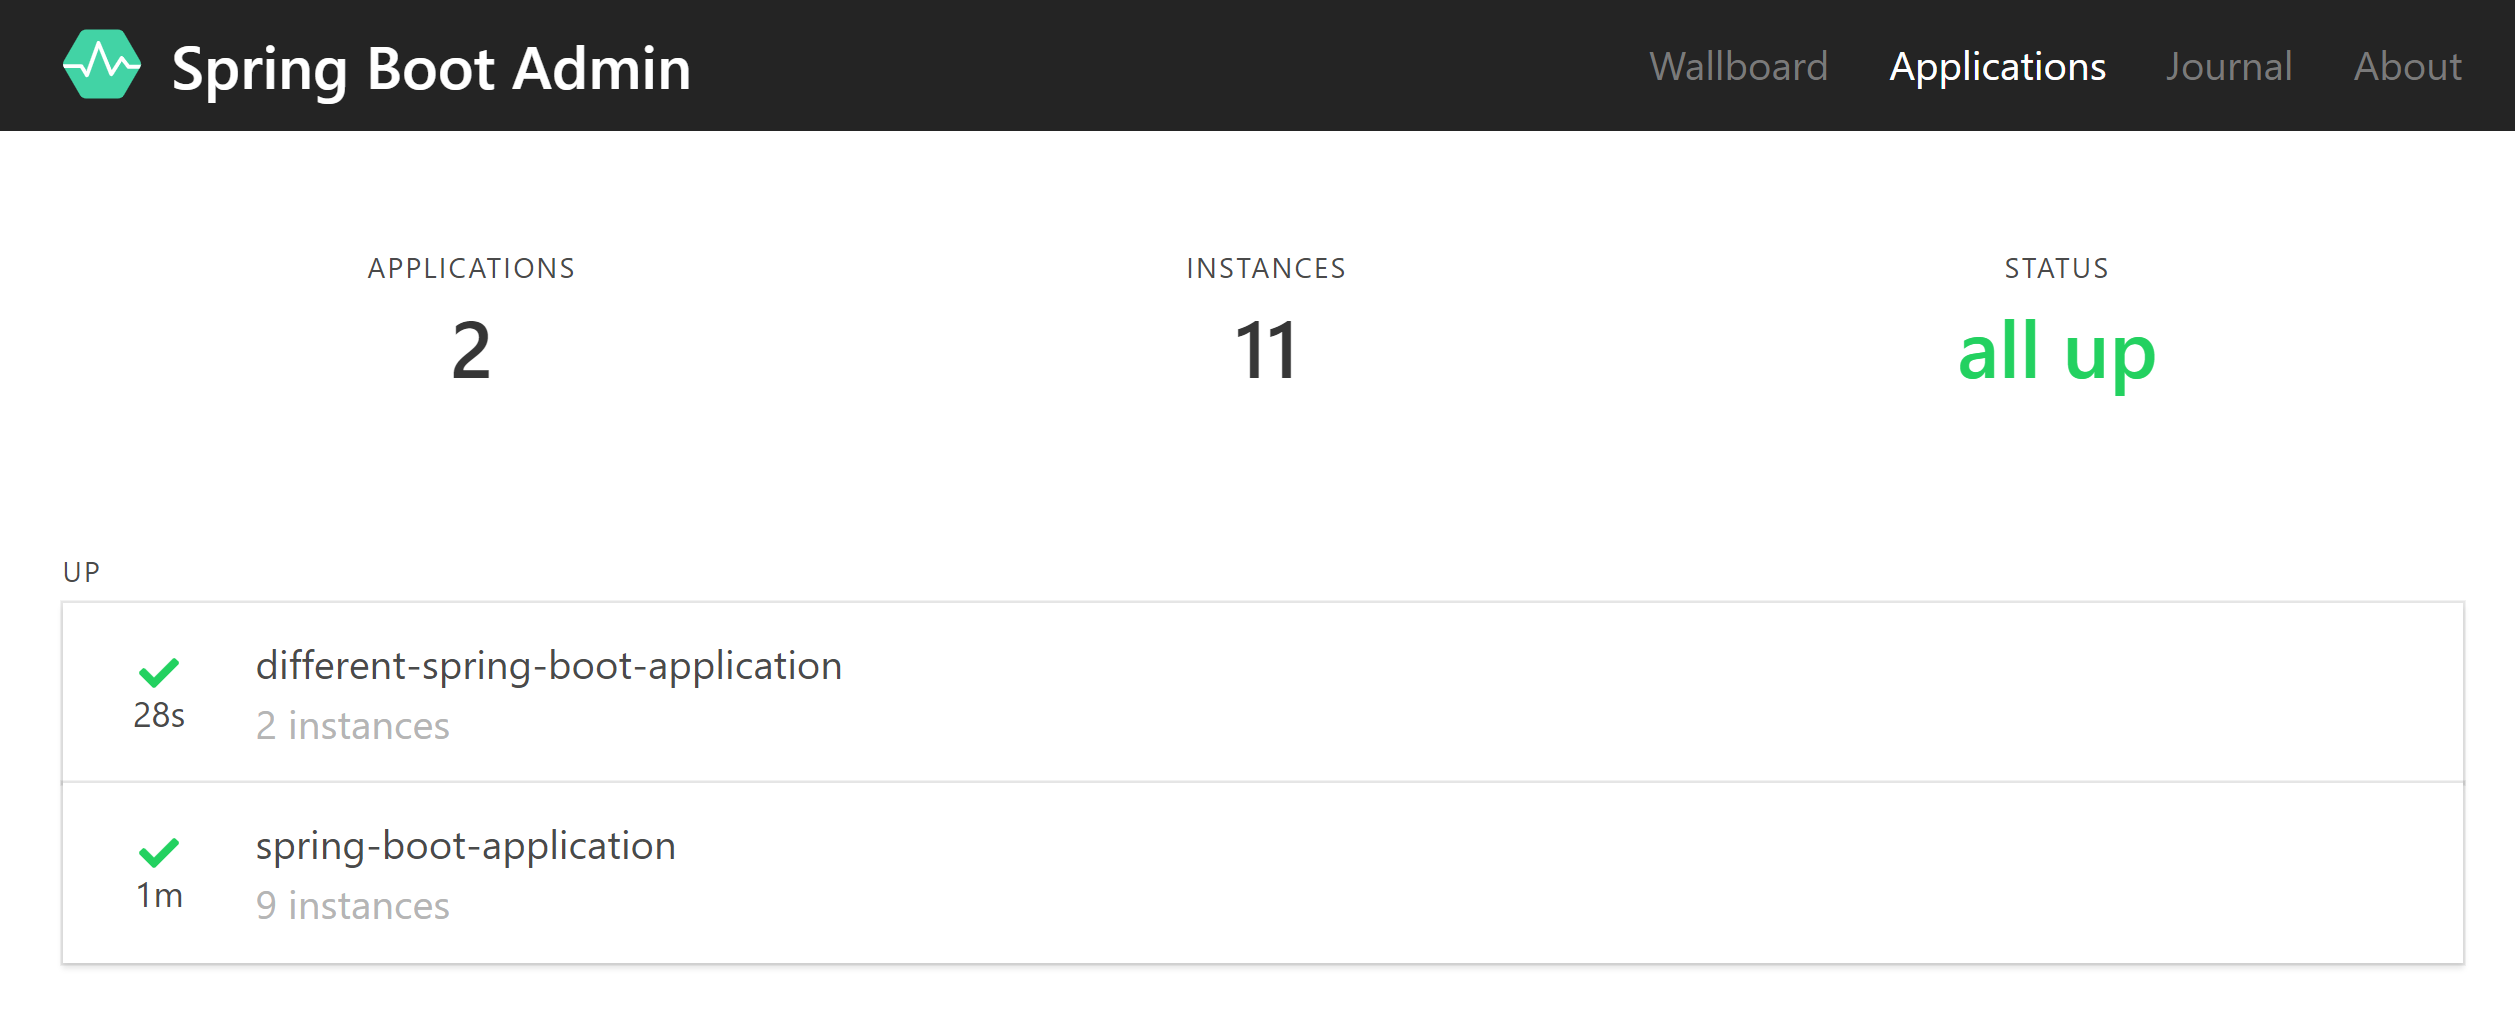 Spring Boot Admin
Wallboard Applications Journal About
APPLICATIONS
2
INSTANCES
11
STATUS
all up
UP
different-spring-boot-application
28s
2 instances
spring-boot-application
1m
9 instances